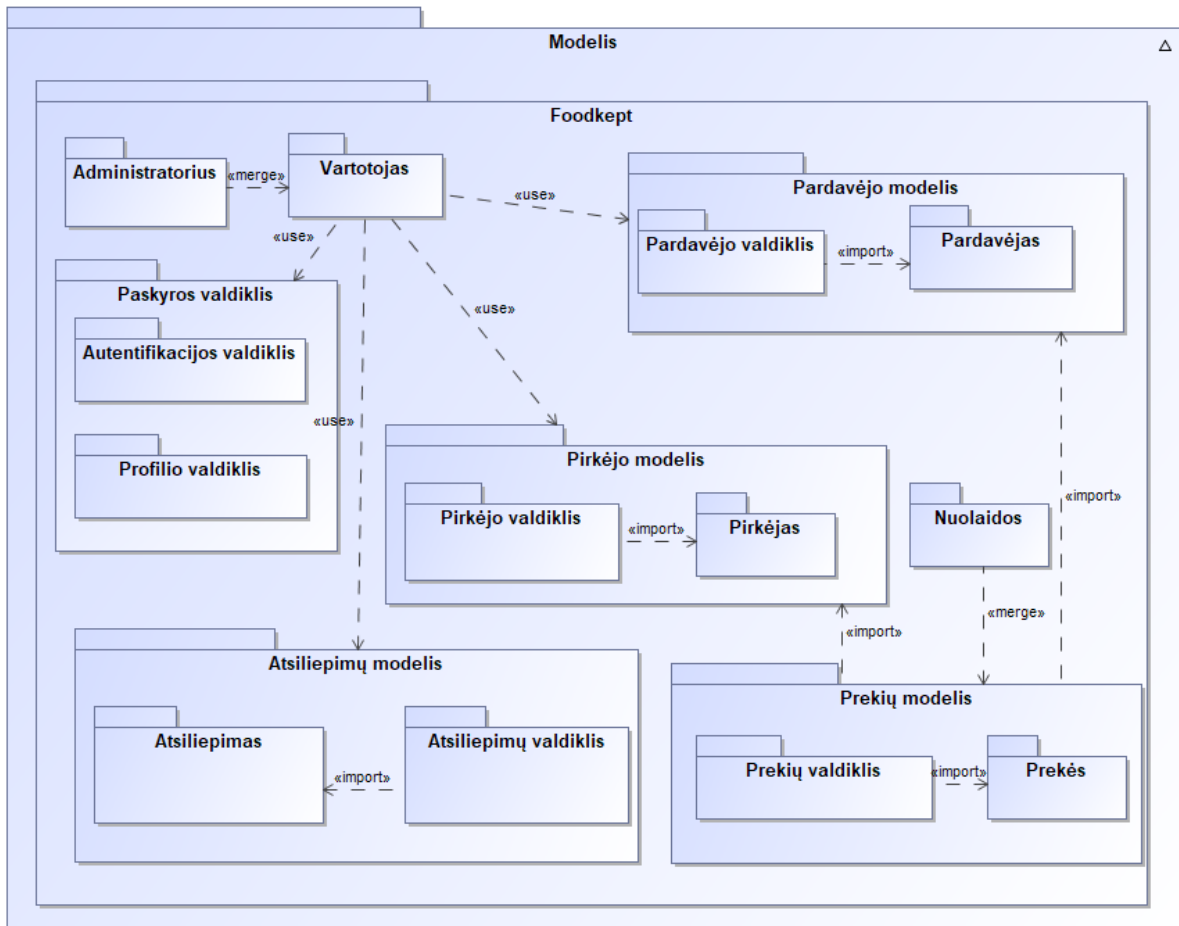 Modelis
Foodkept
Administratorius
«merge»
Vartotojas
«use»
Pardavėjo modelis
Pardavėjo valdiklis
«import»
Pardavėjas
«use»
Paskyros valdiklis
Autentifikacijos valdiklis
Profilio valdiklis
«use»
«use»
Pirkėjo modelis
Pirkėjo valdiklis
«import»
Pirkėjas
Nuolaidos
«import»
«merge»
«import»
Atsiliepimų modelis
Atsiliepimas
«import»
Atsiliepimų valdiklis
Prekių modelis
Prekių valdiklis
«import»
Prekės